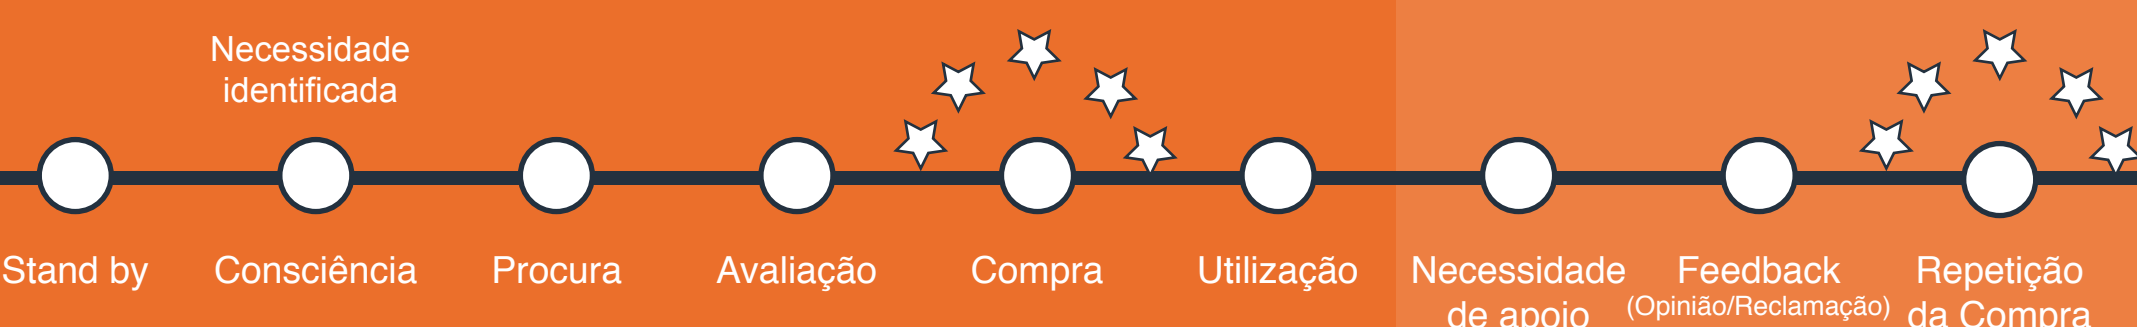 Necessidade
identificada
Stand by
Consciência
Procura
Avaliação
Compra
Utilização
Necessidade
de apoio
Feedback
(Opinião/Reclamação)
Repetição
da Compra